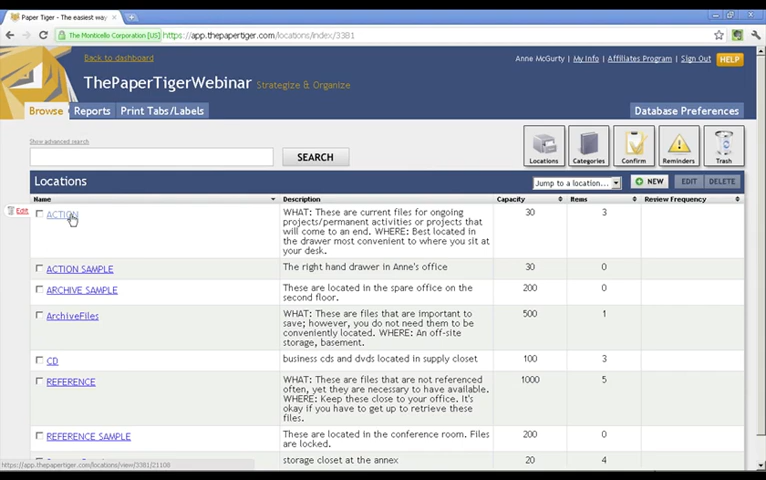 Paper Tiger - The easiest way
The Monticello Corporation [US] https://app.thepapertiger.com/locations/index/3381
Back to dashboard
Anne McGurty | My Info | Affiliates Program | Sign Out HELP
ThePaperTigerWebinar Strategize & Organize
Browse Reports Print Tabs/Labels Database Preferences
Show advanced search
SEARCH
Locations Categories Confirm Reminders Trash
Locations Jump to a location... NEW EDIT DELETE
Name Description Capacity Items Review Frequency
Edit ACTION WHAT: These are current files for ongoing 30 3
projects/permanent activities or projects that
will come to an end. WHERE: Best located in
the drawer most convenient to where you sit at
your desk.
ACTION SAMPLE The right hand drawer in Anne's office 30 0
ARCHIVE SAMPLE These are located in the spare office on the 200 0
second floor.
ArchiveFiles WHAT: These are files that are important to 500 1
save; however, you do not need them to be
conveniently located. WHERE: An off-site
storage, basement.
CD business cds and dvds located in supply closet 100 3
REFERENCE WHAT: These are files that are not referenced 1000 5
often, yet they are necessary to have available.
WHERE: Keep these close to your office. It's
okay if you have to get up to retrieve these
files.
REFERENCE SAMPLE These are located in the conference room. Files 200 0
are locked.
storage closet at the annex 20 4
https://app.thepapertiger.com/locations/view/3381/21108